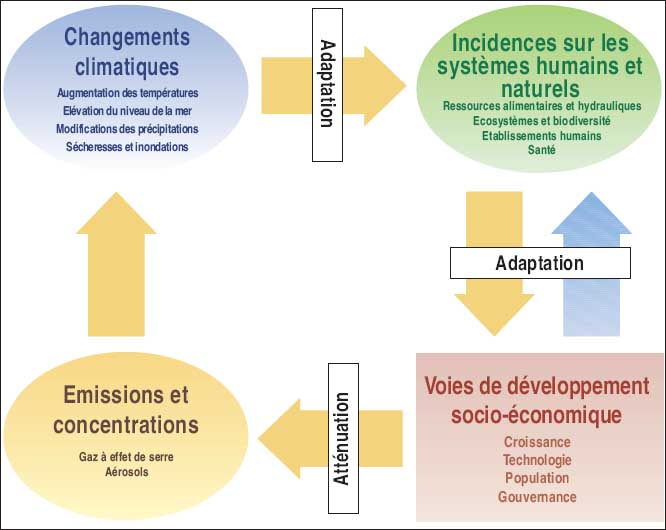 Changements
climatiques
Augmentation des températures
Elévation du niveau de la mer
Modifications des précipitations
Sécheresses et inondations
Adaptation
Incidences sur les
systèmes humains et
naturels
Ressources alimentaires et hydrauliques
Ecosystèmes et biodiversité
Etablissements humains
Santé
Adaptation
Emissions et
concentrations
Gaz à effet de serre
Aérosols
Atténuation
Voies de développement
socio-économique
Croissance
Technologie
Population
Gouvernance